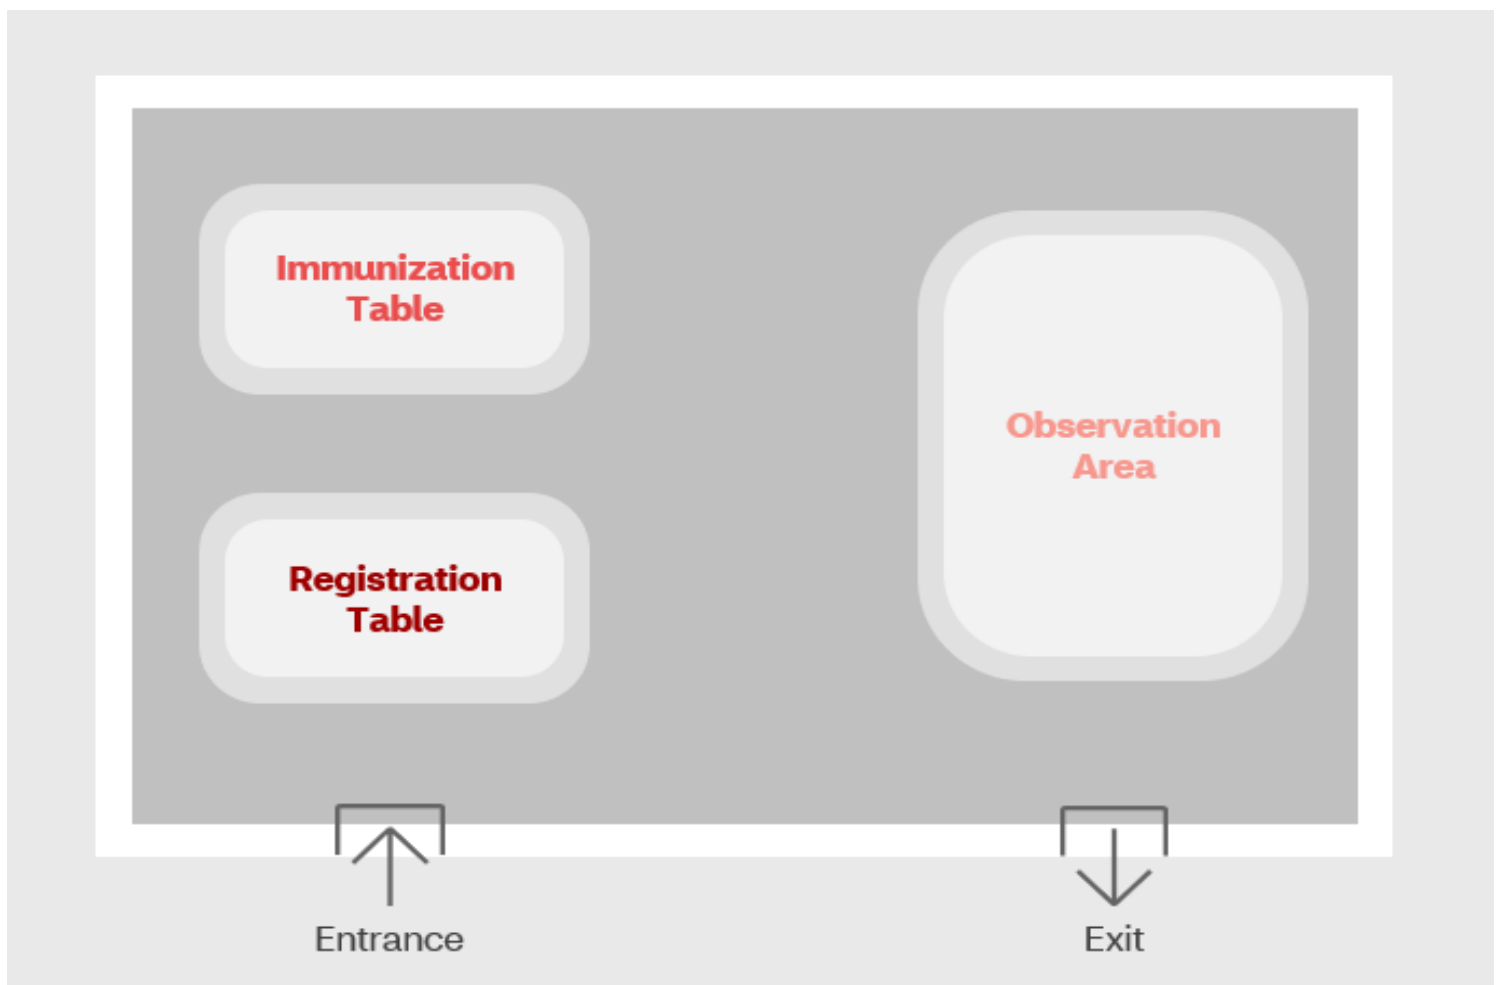 Immunization
Table
Observation
Area
Registration
Table
Entrance
Exit